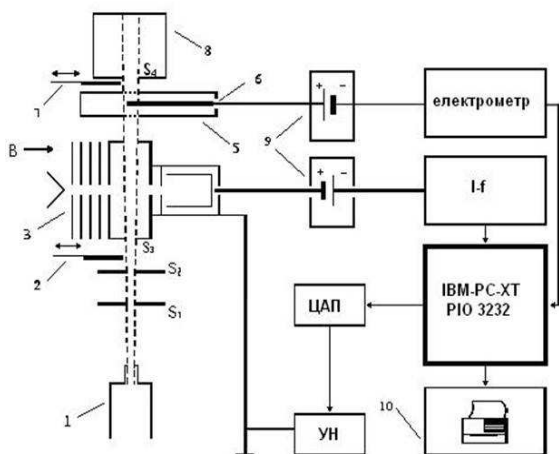 S4
8
7
6
5
+ -
електрометр
9
B
+ -
I-f
3
S3
2
S2
S1
ЦАП
IBM-PC-XT
PIO 3232
1
УН
10